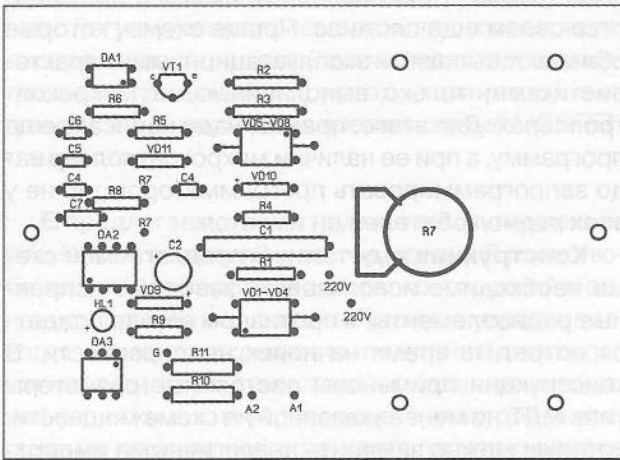 DA1
VT1
R2
R6
R3
C6
R5
VD5-VD8
C5
VD11
C4
R7
C4
VD10
R8
C7
R7
R4
DA2
C2
C1
R7
R1
VD9
VD1-VD4
220V
HL1
R9
220V
DA3
G
R11
R10
A2
A1